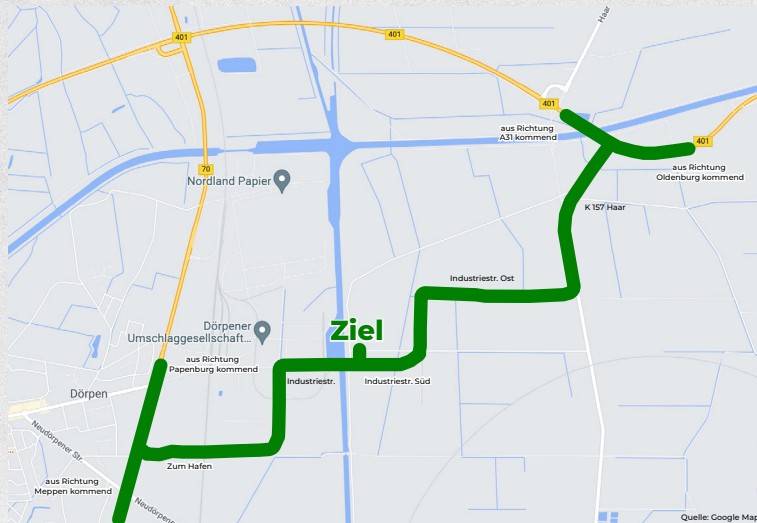 401
401
Haar
401
aus Richtung
A31 kommend
401
aus Richtung
Oldenburg kommend
70
Nordland Papier
K 157 Haar
Industriestr. Ost
Ziel
Dörpener
Umschlaggesellschaft...
aus Richtung
Papenburg kommend
Industriestr.
Industriestr. Süd
Dörpen
Neudörpener Str.
Zum Hafen
aus Richtung
Meppen kommend
Neudörpene
Quelle: Google Map